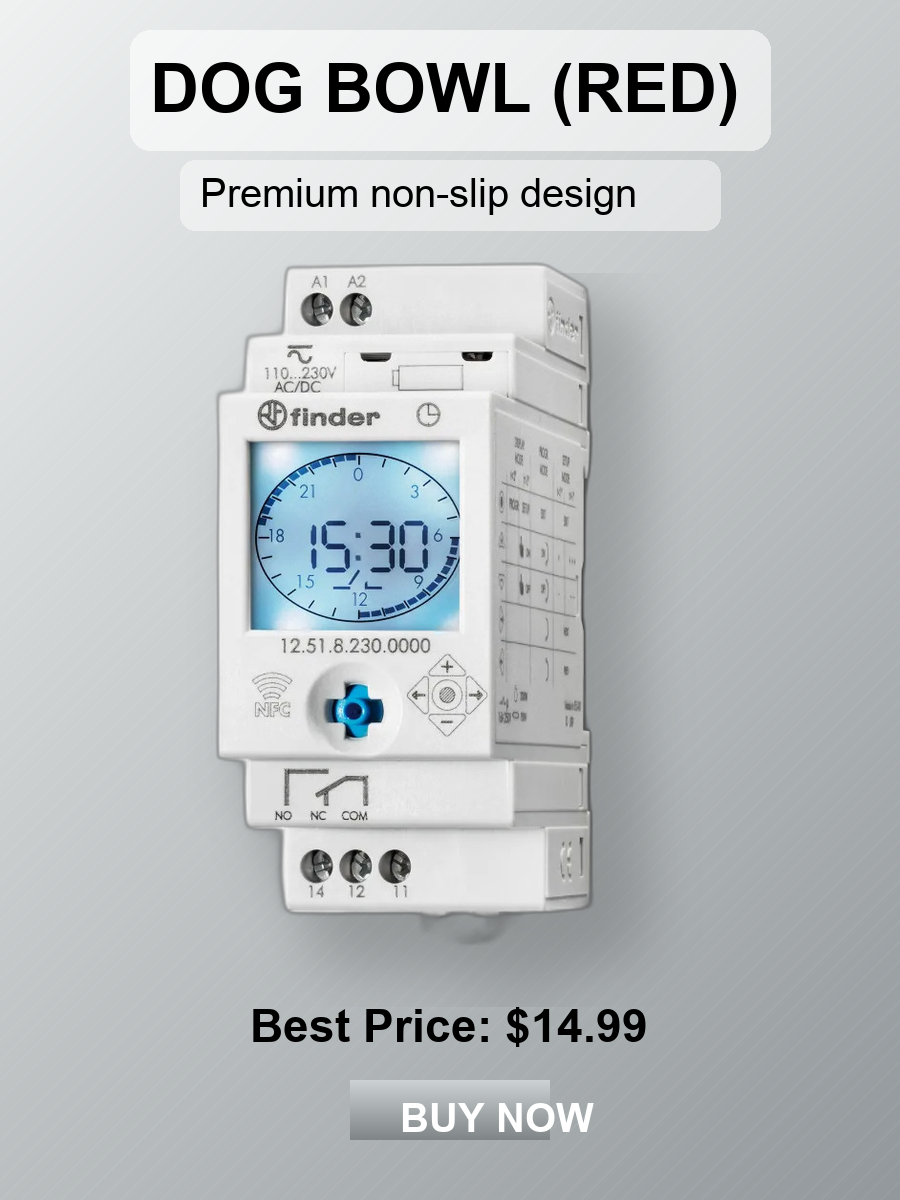 DOG BOWL (RED)
Premium non-slip design
A1 A2
finder
110...230V
AC/DC
finder
0
21 3
15:30
18 6
15 9
12
12.51.8.230.0000
+
NFC
−
NO NC COM
CE
14 12 11
Best Price: $14.99
BUY NOW